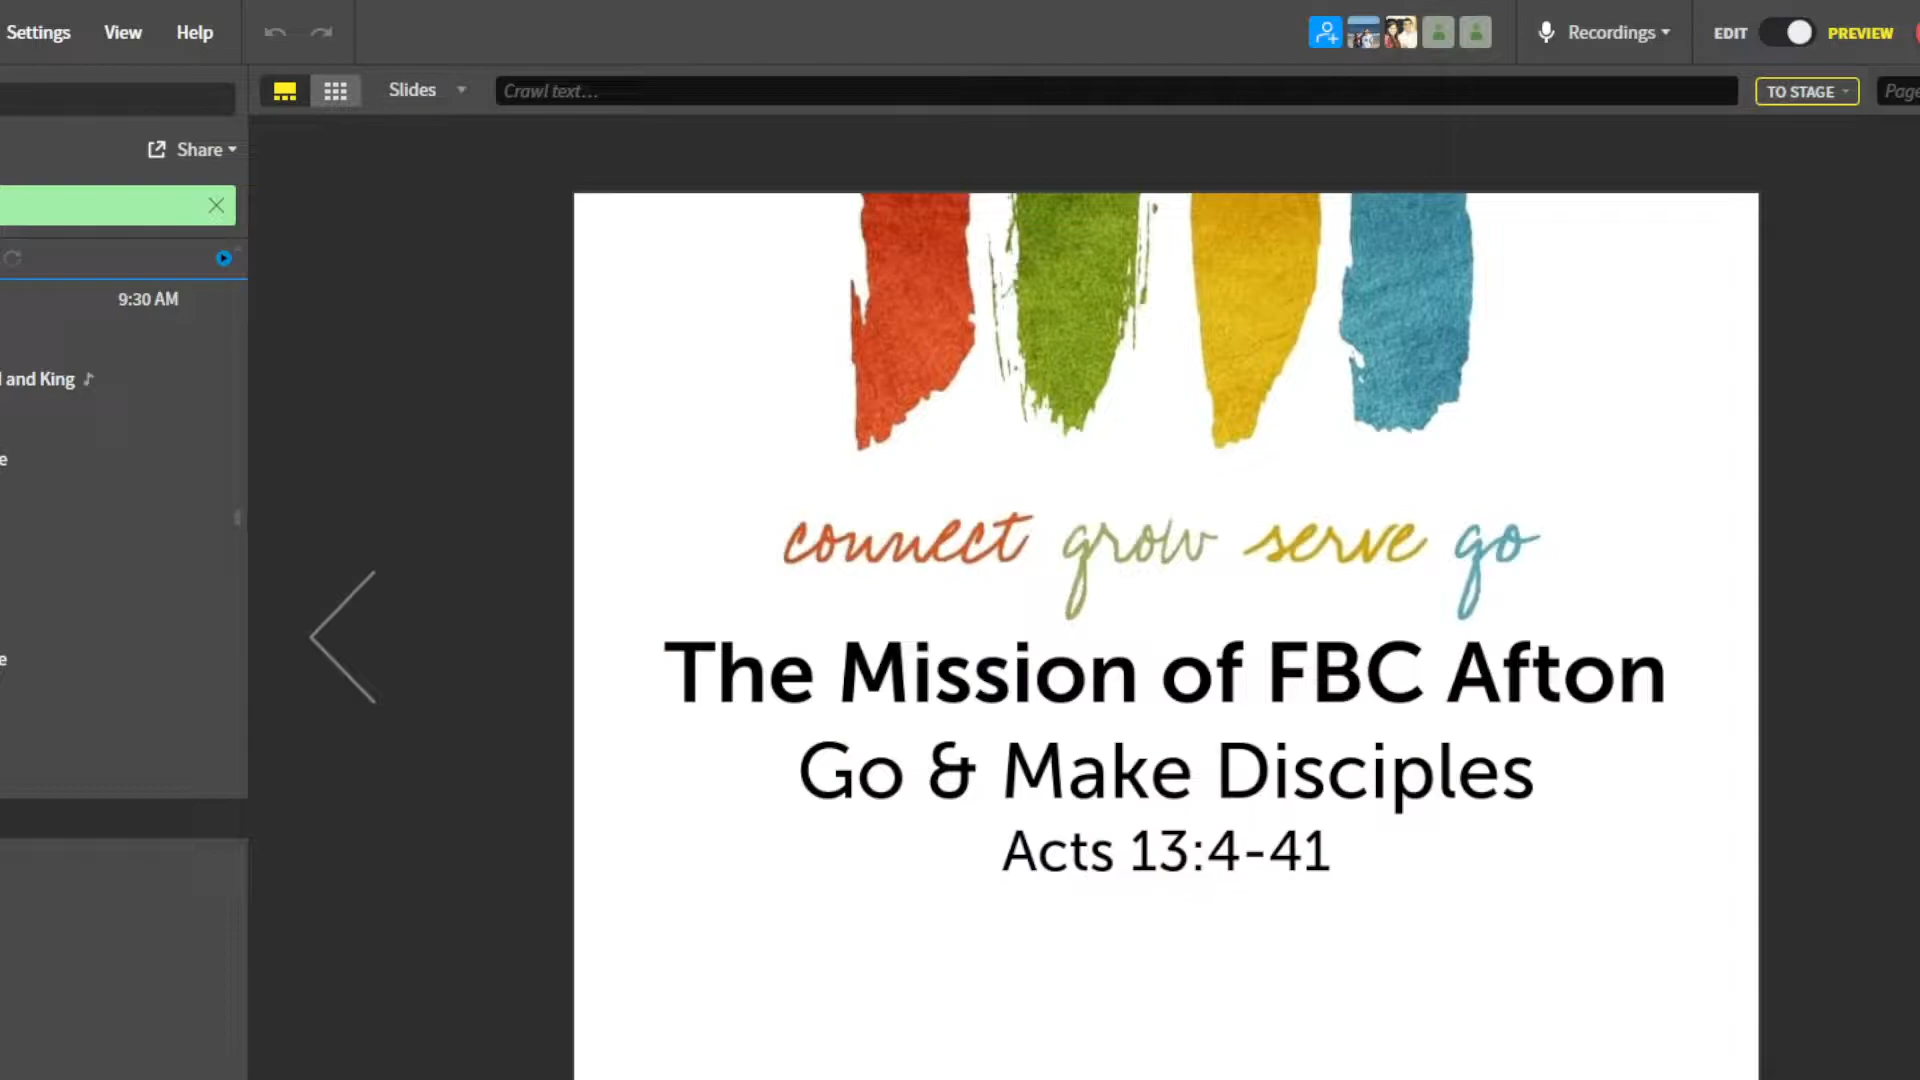 Settings View Help Recordings EDIT PREVIEW
Slides Crawl text... TO STAGE Page
Share
9:30 AM
and King
connect grow serve go
The Mission of FBC Afton
Go & Make Disciples
Acts 13:4-41